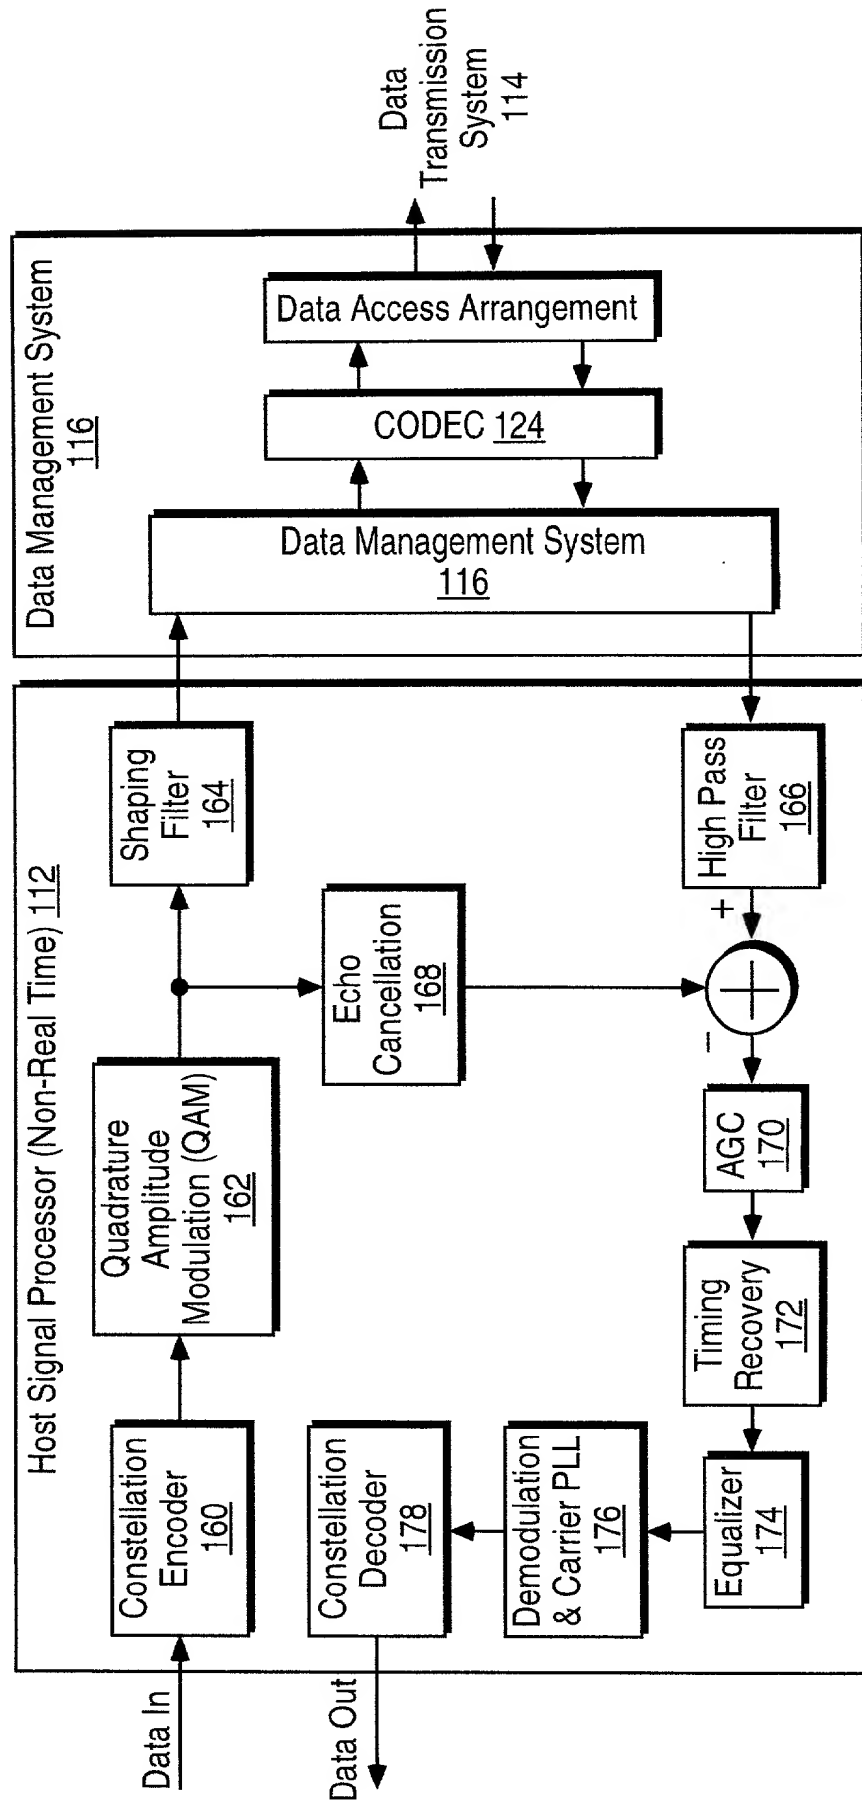 Host Signal Processor (Non-Real Time) 112
Data In
Constellation
Encoder
160
Quadrature
Amplitude
Modulation (QAM)
162
Shaping
Filter
164
Echo
Cancellation
168
Data Out
Constellation
Decoder
178
Demodulation
& Carrier PLL
176
Equalizer
174
Timing
Recovery
172
AGC
170
−
+
High Pass
Filter
166
Data Management System
116
Data Management System
116
CODEC 124
Data Access Arrangement
Data
Transmission
System
114